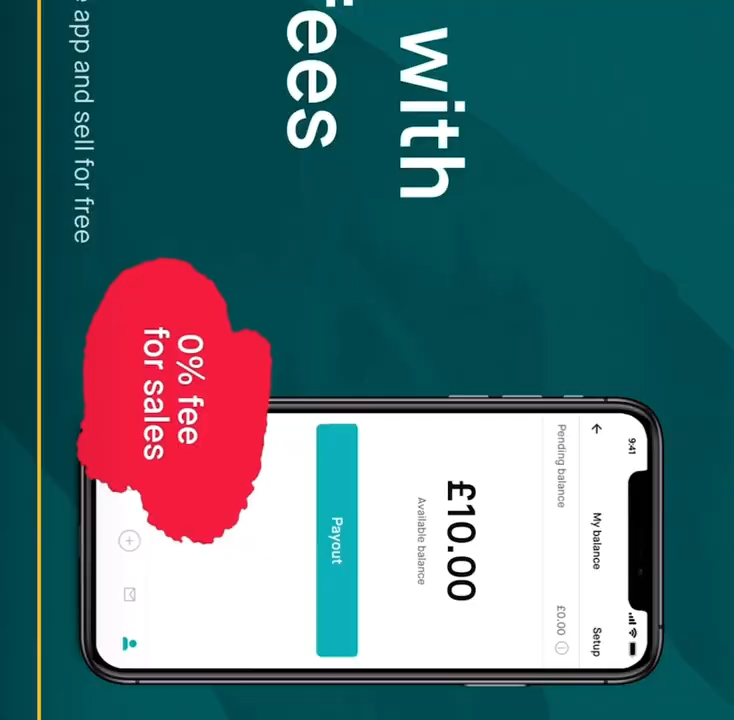 with
fees
app and sell for free
0% fee
for sales
9:41
My balance
Setup
Pending balance
£0.00
£10.00
Available balance
Payout